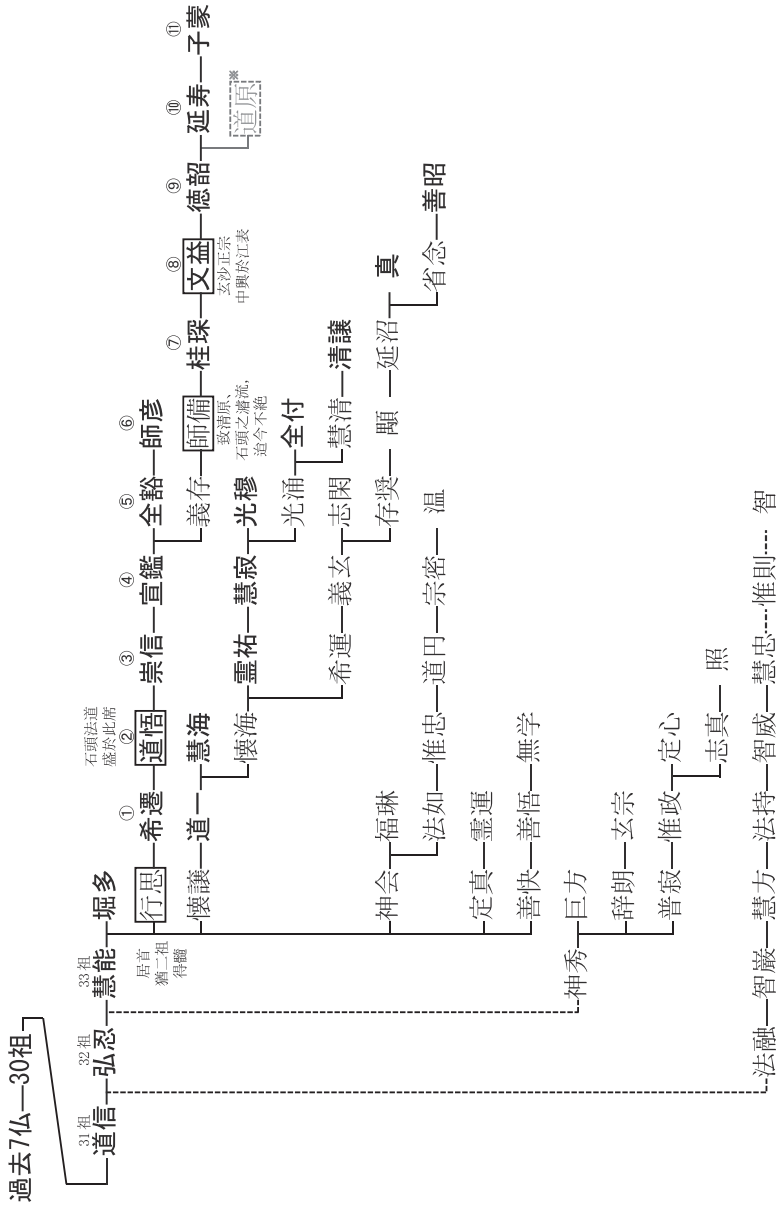 過去7仏—30祖
31祖 32祖 33祖
道信—弘忍—慧能—堀多
石頭法道
盛於此席
① ② ③ ④ ⑤ ⑥
行思—希遷—道悟—崇信—宣鑑—全豁—師彦
居首
猶二祖
得髄
⑦ ⑧ ⑨ ⑩ ⑪
懐譲—道一—慧海 義存—師備—桂琛—文益—徳韶—延寿—子蒙
致清原、
石頭之濬流,
迨今不絶
玄沙正宗
中興於江表
道原※
懐海—霊祐—慧寂—光穆
光涌—全付
希運—義玄—志閑 慧清—清譲
神会—福琳 存奨—顒—延沼—真
法如—惟忠—道円—宗密—温 省念—善昭
定真—霊運
善快—善悟—無学
神秀—巨方
辞朗—玄宗
普寂—惟政—定心
志真—照
法融—智巌—慧方—法持—智威—慧忠 惟則 智